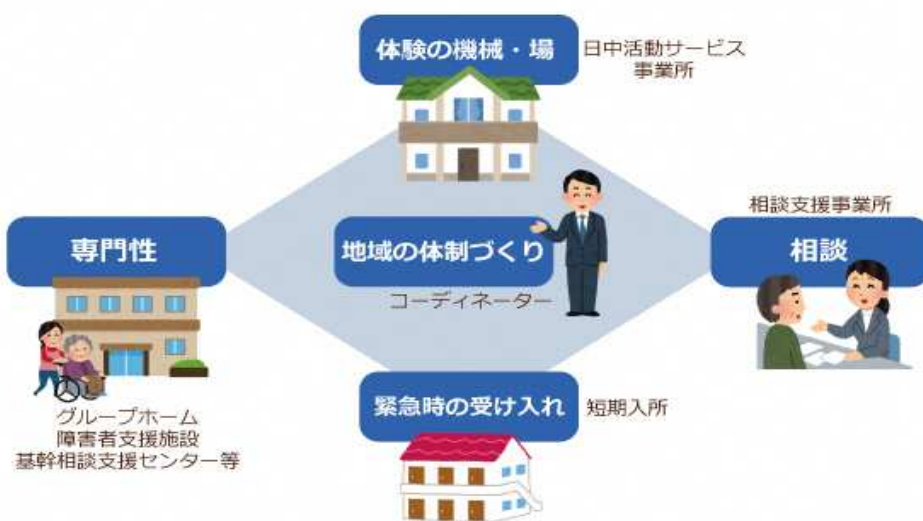 体験の機械・場
日中活動サービス
事業所
専門性
グループホーム
障害者支援施設
基幹相談支援センター等
地域の体制づくり
コーディネーター
相談支援事業所
相談
緊急時の受け入れ
短期入所